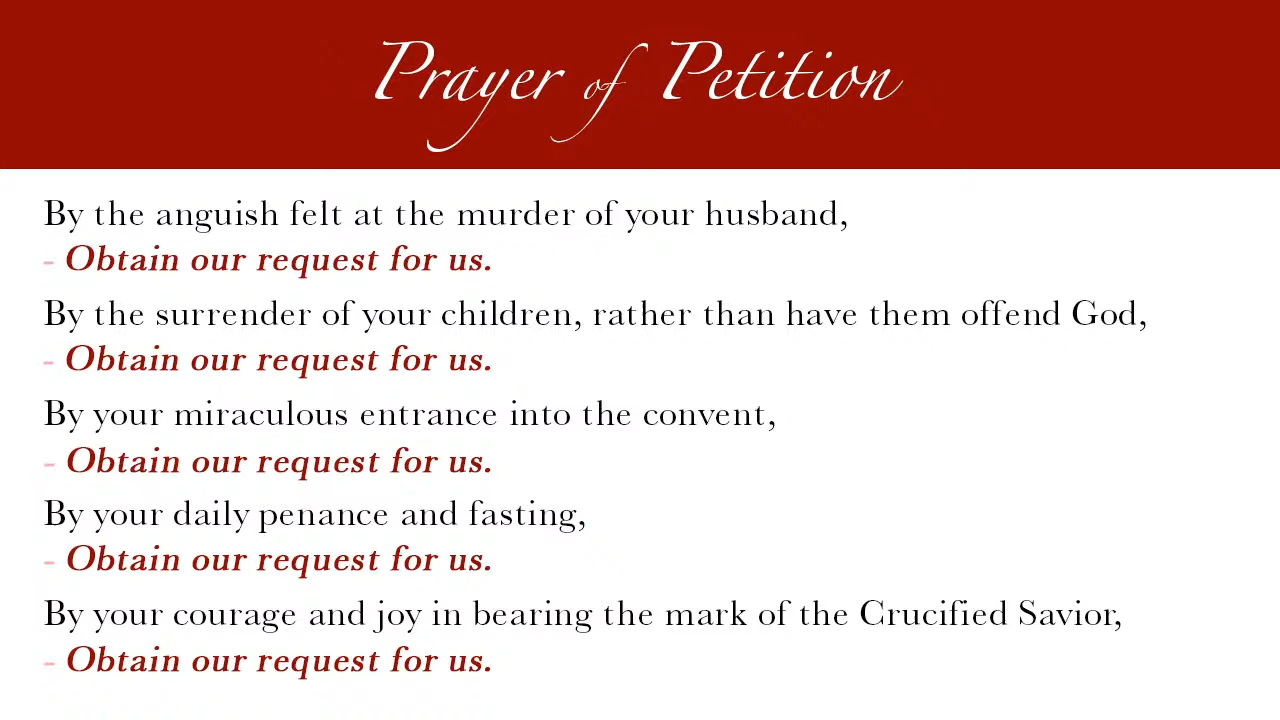 Prayer of Petition
By the anguish felt at the murder of your husband,
- Obtain our request for us.
By the surrender of your children, rather than have them offend God,
- Obtain our request for us.
By your miraculous entrance into the convent,
- Obtain our request for us.
By your daily penance and fasting,
- Obtain our request for us.
By your courage and joy in bearing the mark of the Crucified Savior,
- Obtain our request for us.